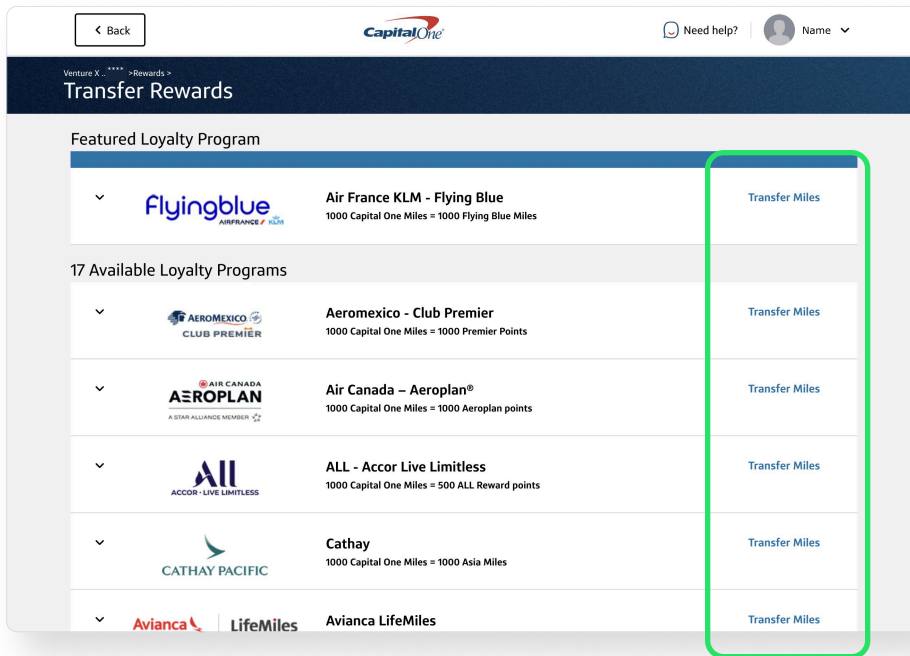 Back
CapitalOne
Need help?
Name
Venture X .. **** >Rewards >
Transfer Rewards
Featured Loyalty Program
Flyingblue
AIRFRANCE KLM
Air France KLM - Flying Blue
1000 Capital One Miles = 1000 Flying Blue Miles
Transfer Miles
17 Available Loyalty Programs
AEROMEXICO
CLUB PREMIER
Aeromexico - Club Premier
1000 Capital One Miles = 1000 Premier Points
Transfer Miles
AIR CANADA
AEROPLAN
A STAR ALLIANCE MEMBER
Air Canada – Aeroplan®
1000 Capital One Miles = 1000 Aeroplan points
Transfer Miles
All
ACCOR · LIVE LIMITLESS
ALL - Accor Live Limitless
1000 Capital One Miles = 500 ALL Reward points
Transfer Miles
CATHAY PACIFIC
Cathay
1000 Capital One Miles = 1000 Asia Miles
Transfer Miles
Avianca | LifeMiles
Avianca LifeMiles
Transfer Miles